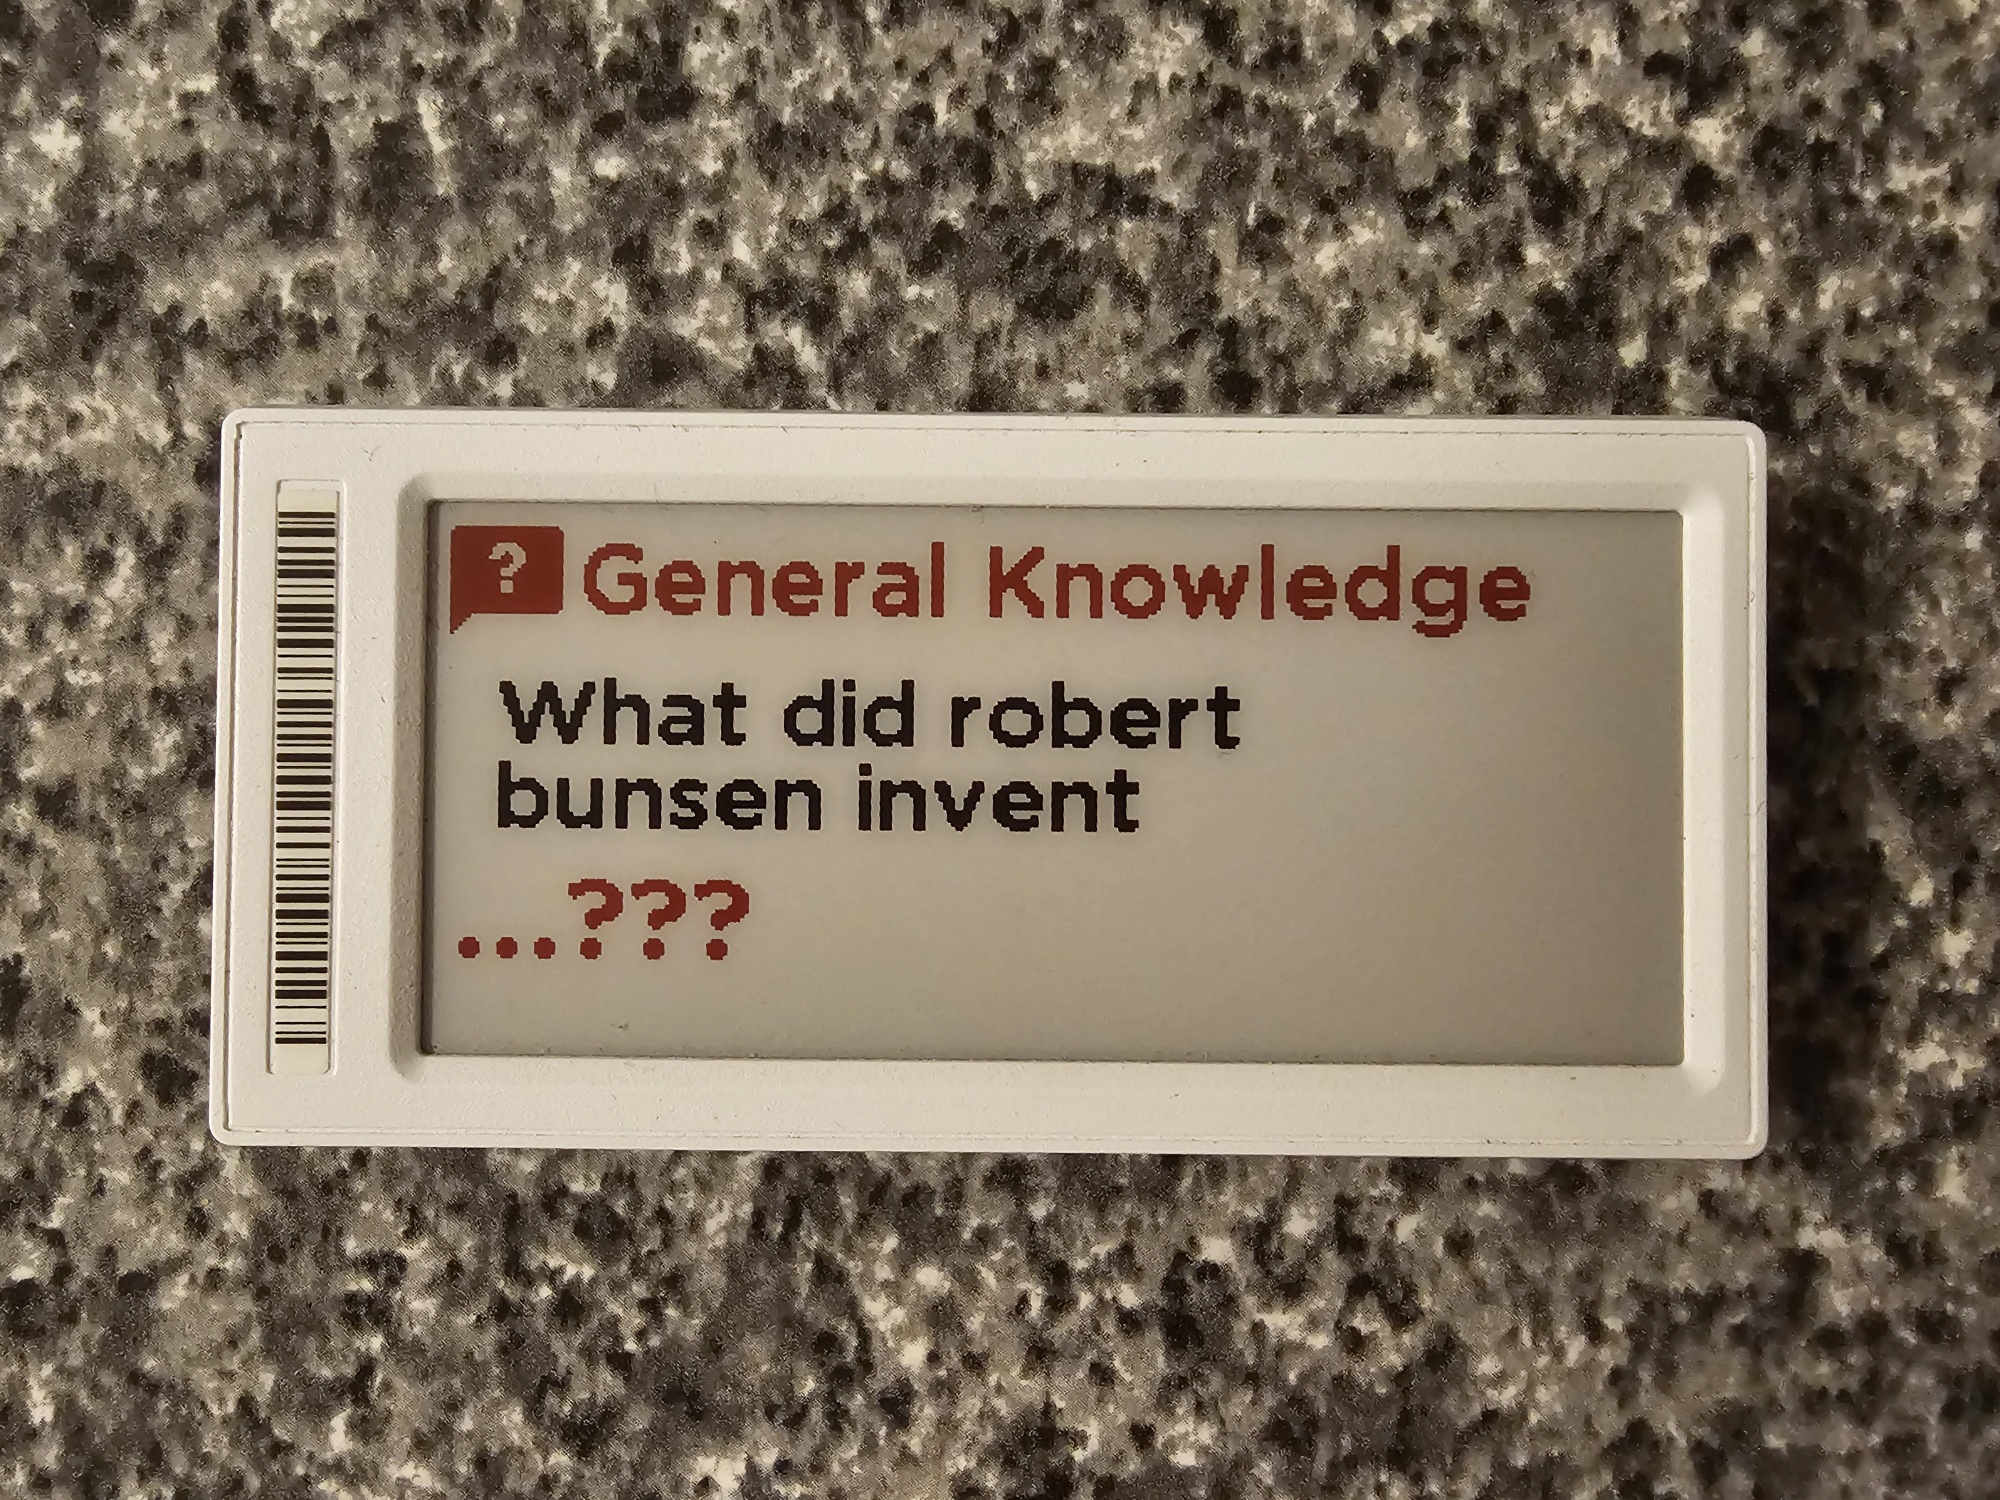 ? General Knowledge
What did robert
bunsen invent
...???